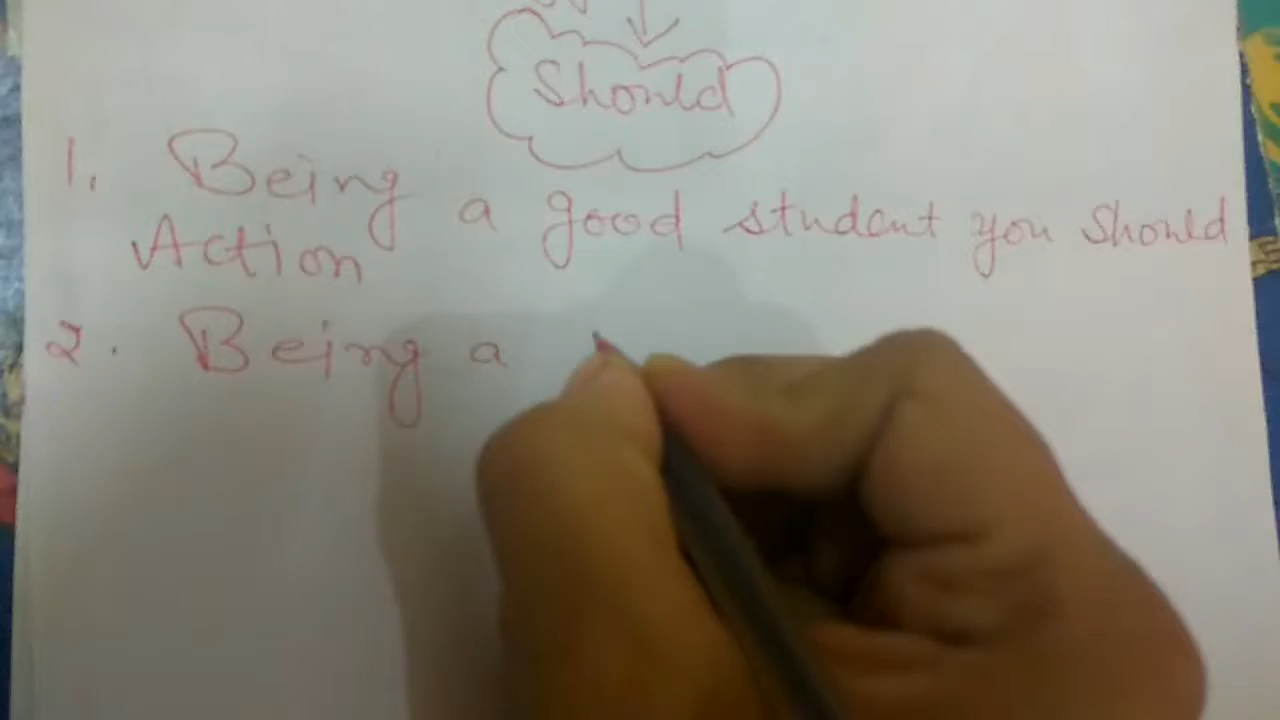 Should
1. Being a good student you should
Action
2. Being a